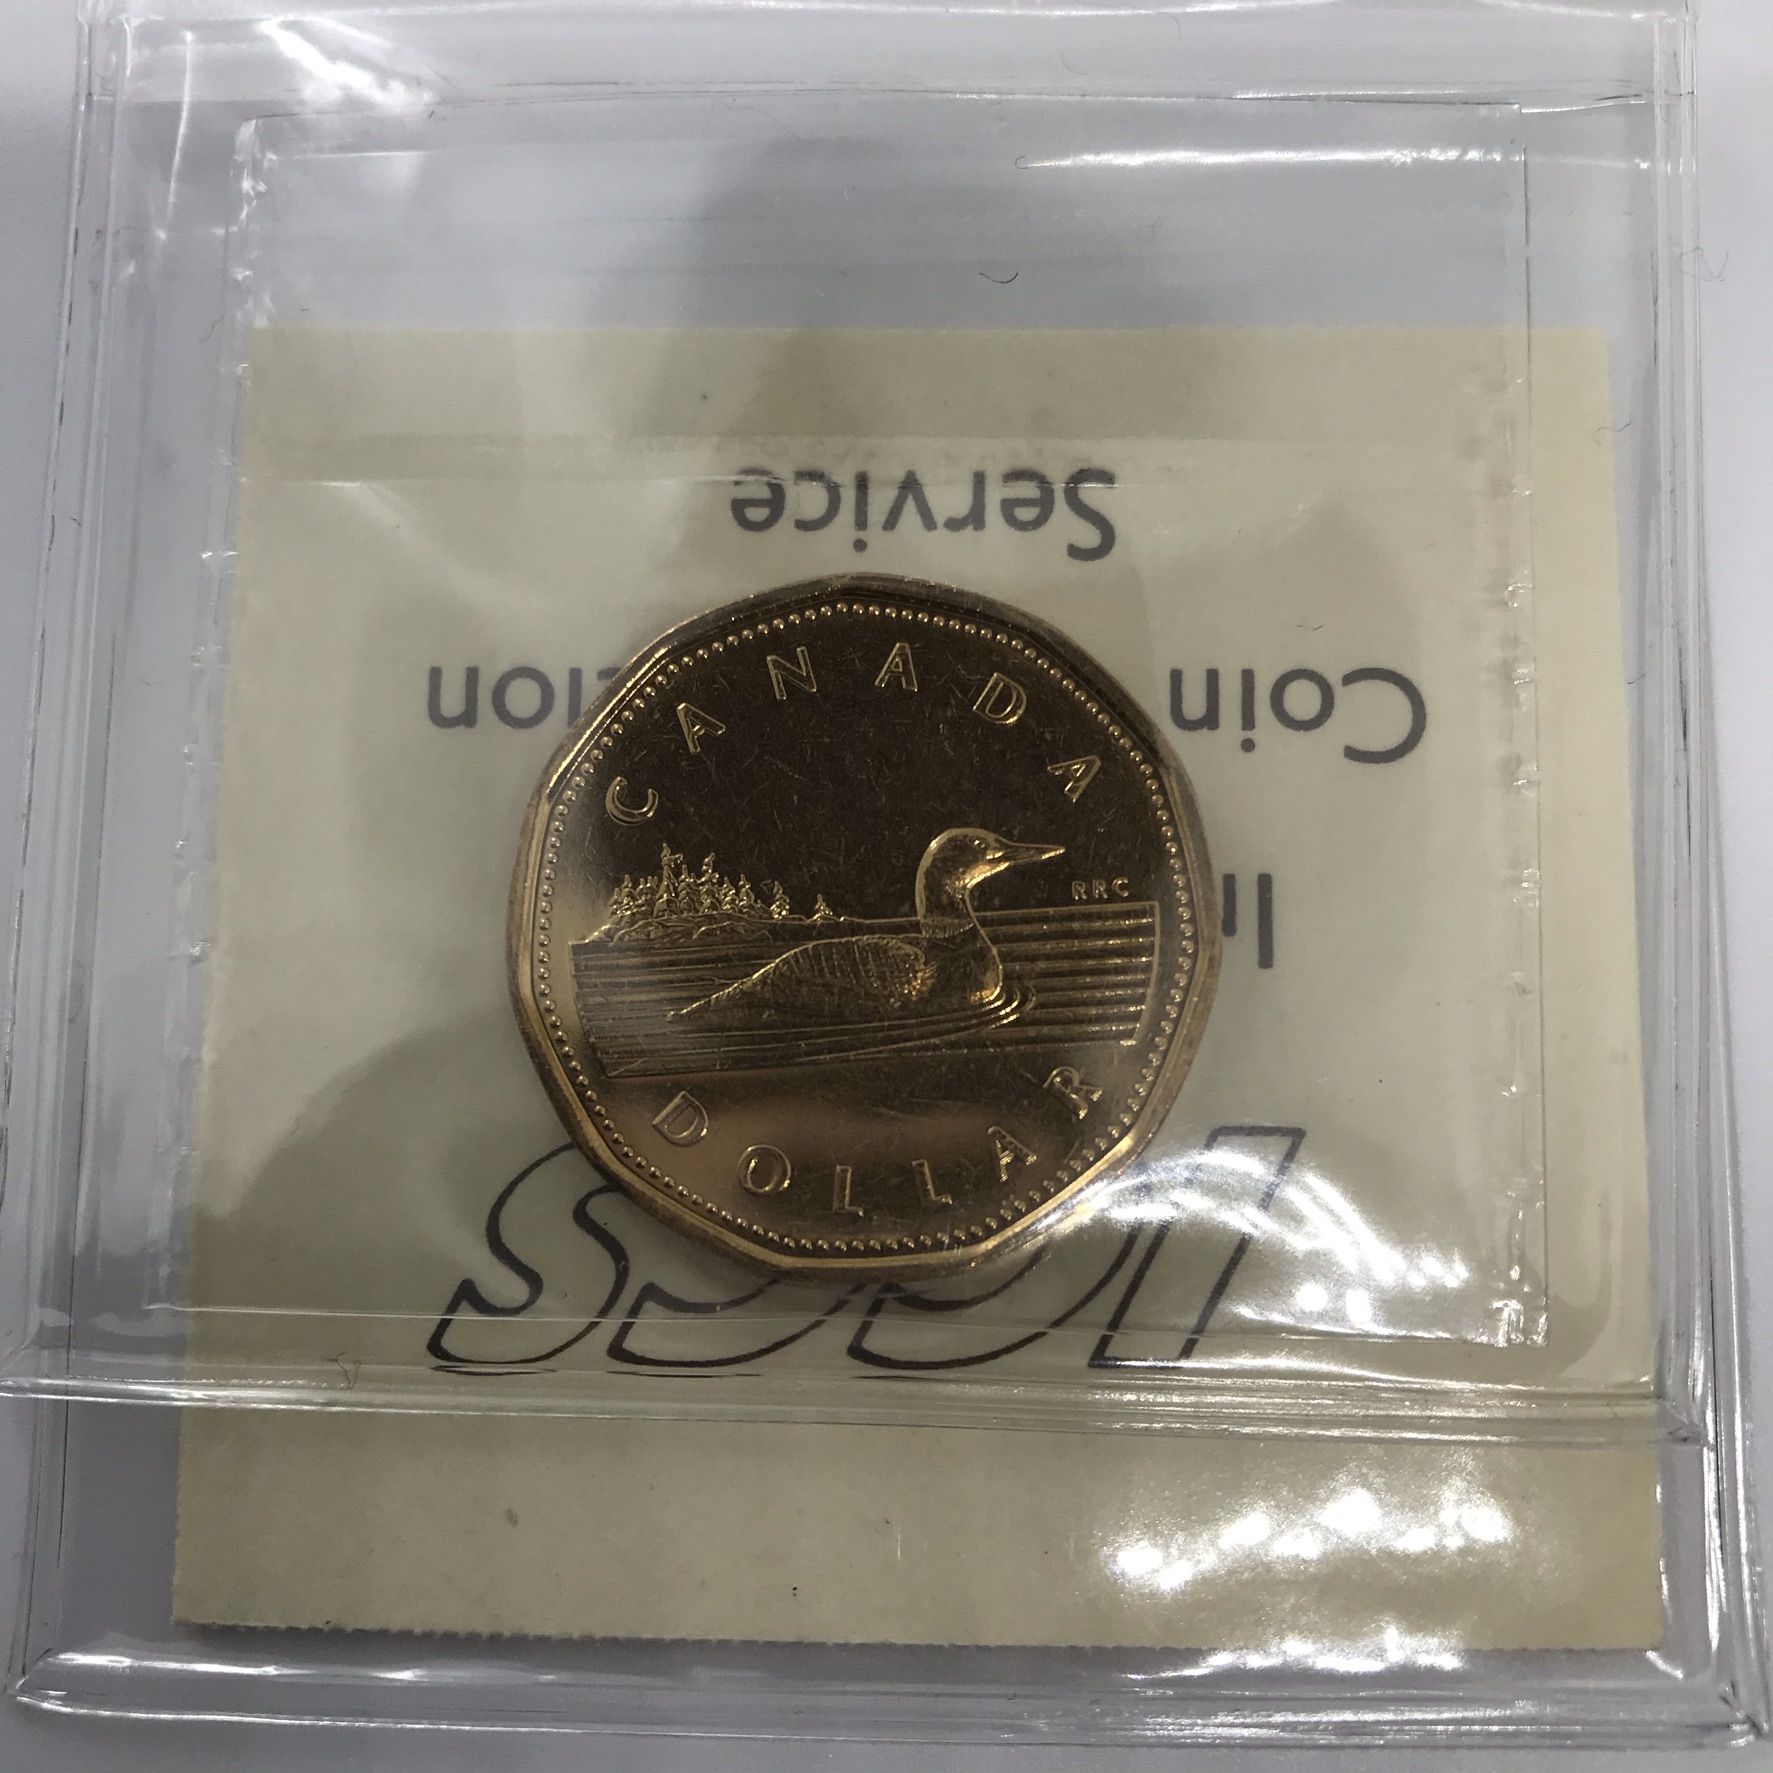 CANADA
RRC
DOLLAR
ICCS
Coin
Service